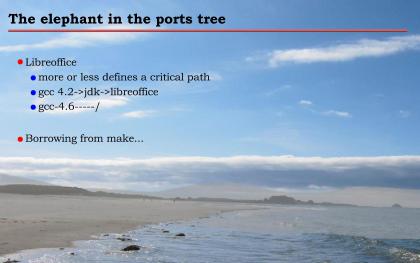 The elephant in the ports tree
Libreoffice
more or less defines a critical path
gcc 4.2->jdk->libreoffice
gcc-4.6-----/
Borrowing from make...